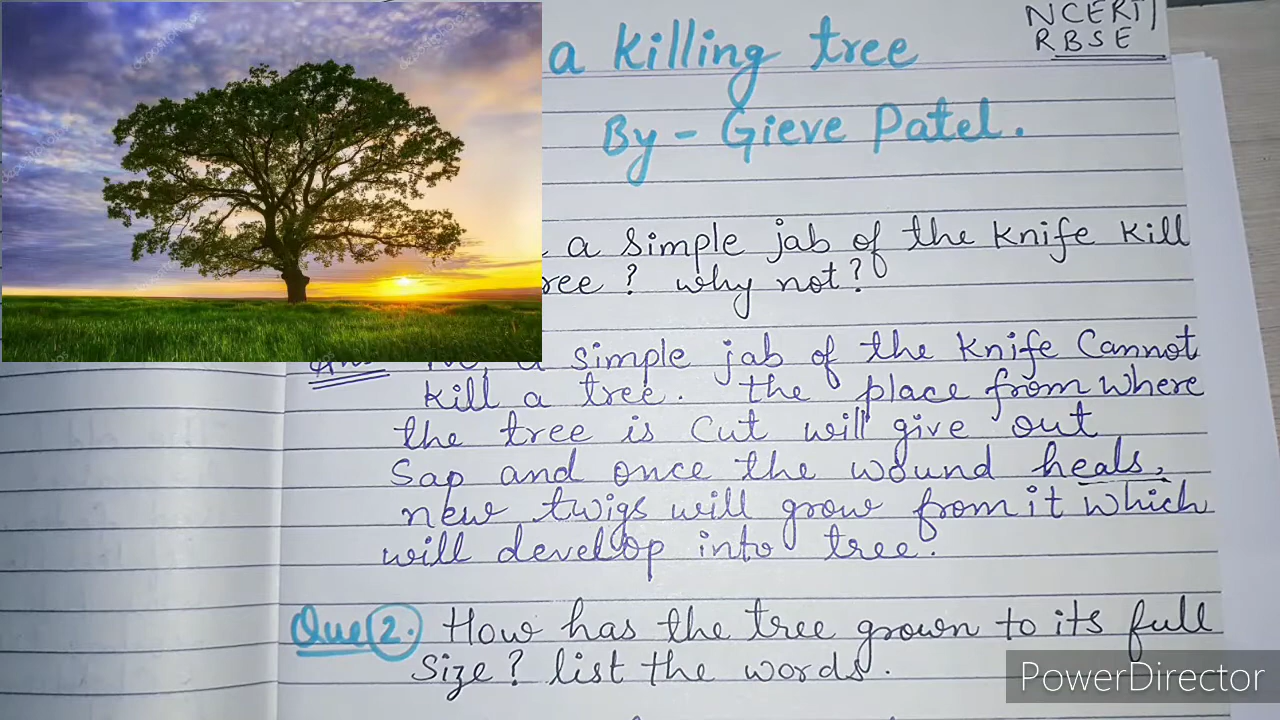 a Killing tree
NCERT/
RBSE
By - Gieve Patel.
a simple jab of the knife kill
ree ? why not?
Ans No, a simple jab of the knife Cannot
kill a tree. the place from where
the tree is cut will give out
Sap and once the wound heals,
new twigs will grow from it which
will develop into tree.
Que 2. How has the tree grown to its full
Size? list the words.
PowerDirector